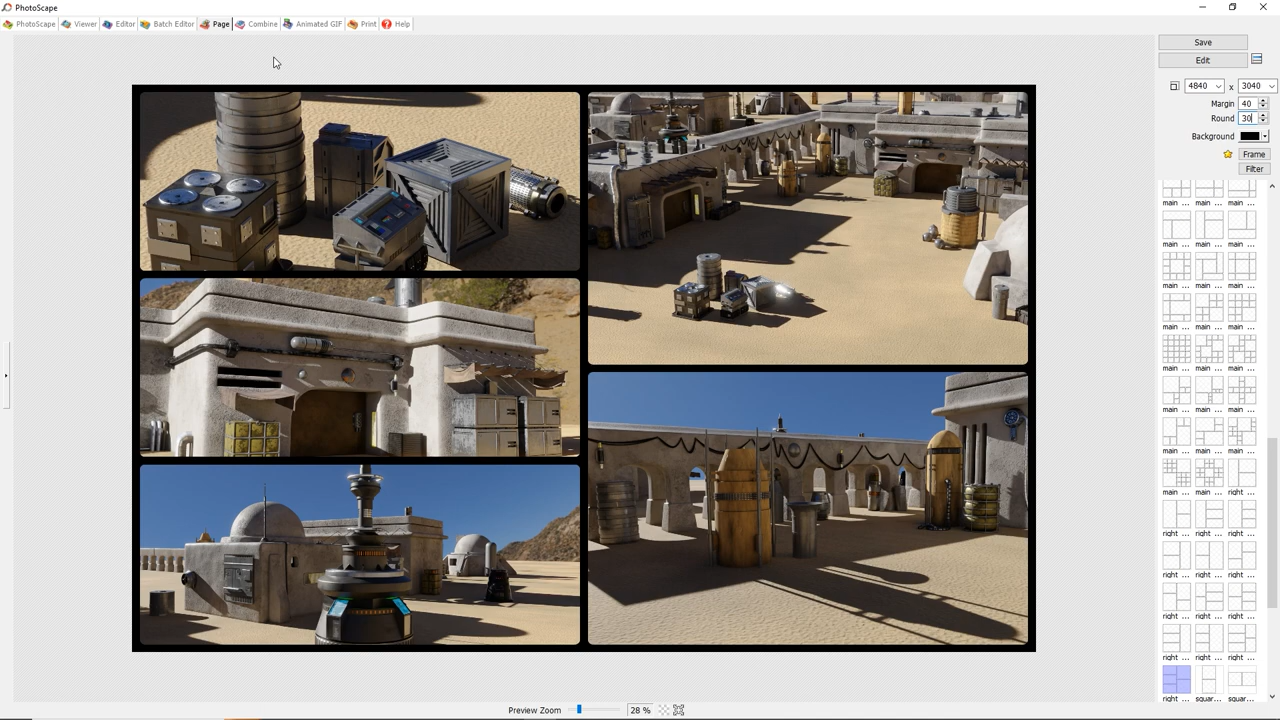 PhotoScape
PhotoScape Viewer Editor Batch Editor Page Combine Animated GIF Print Help
Save
Edit
4840 x 3040
Margin 40
Round 30
Background
Frame
Filter
main ... main ... main ...
main ... main ... main ...
main ... main ... main ...
main ... main ... main ...
main ... main ... main ...
main ... main ... main ...
main ... main ... main ...
main ... main ... right ...
right ... right ... right ...
right ... right ... right ...
right ... right ... right ...
right ... right ... right ...
right ... squar... squar...
Preview Zoom 28 %